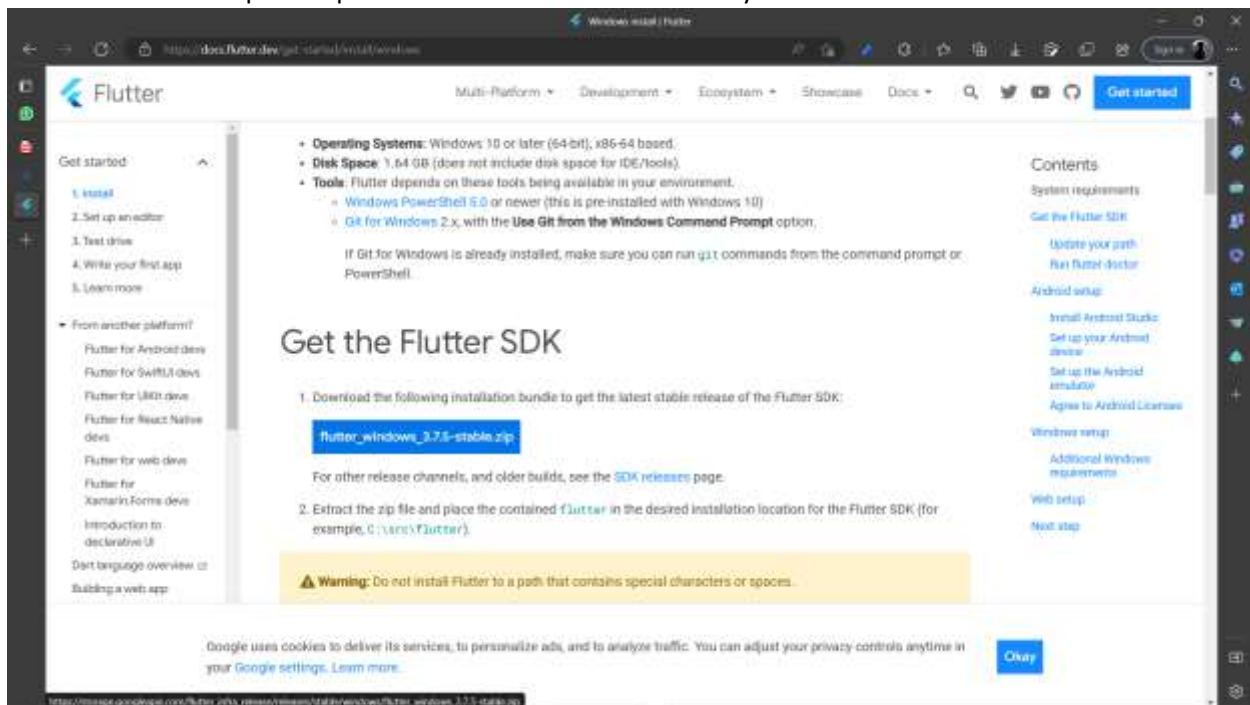 Windows install | Flutter
https://docs.flutter.dev/get-started/install/windows
Flutter
Multi-Platform
Development
Ecosystem
Showcase
Docs
Get started
Get started
1. Install
2. Set up an editor
3. Test drive
4. Write your first app
5. Learn more
From another platform?
Flutter for Android devs
Flutter for SwiftUI devs
Flutter for UIKit devs
Flutter for React Native
devs
Flutter for web devs
Flutter for
Xamarin.Forms devs
Introduction to
declarative UI
Dart language overview
Building a web app
Operating Systems: Windows 10 or later (64-bit), x86-64 based.
Disk Space: 1.64 GB (does not include disk space for IDE/tools).
Tools: Flutter depends on these tools being available in your environment.
Windows PowerShell 5.0 or newer (this is pre-installed with Windows 10)
Git for Windows 2.x, with the Use Git from the Windows Command Prompt option.
If Git for Windows is already installed, make sure you can run git commands from the command prompt or
PowerShell.
Get the Flutter SDK
1. Download the following installation bundle to get the latest stable release of the Flutter SDK:
flutter_windows_3.7.5-stable.zip
For other release channels, and older builds, see the SDK releases page.
2. Extract the zip file and place the contained flutter in the desired installation location for the Flutter SDK (for
example, C:\src\flutter).
Warning: Do not install Flutter to a path that contains special characters or spaces.
Contents
System requirements
Get the Flutter SDK
Update your path
Run flutter doctor
Android setup
Install Android Studio
Set up your Android
device
Set up the Android
emulator
Agree to Android Licenses
Windows setup
Additional Windows
requirements
Web setup
Next step
Google uses cookies to deliver its services, to personalize ads, and to analyze traffic. You can adjust your privacy controls anytime in
your Google settings. Learn more.
Okay
https://storage.googleapis.com/flutter_infra_release/releases/stable/windows/flutter_windows_3.7.5-stable.zip